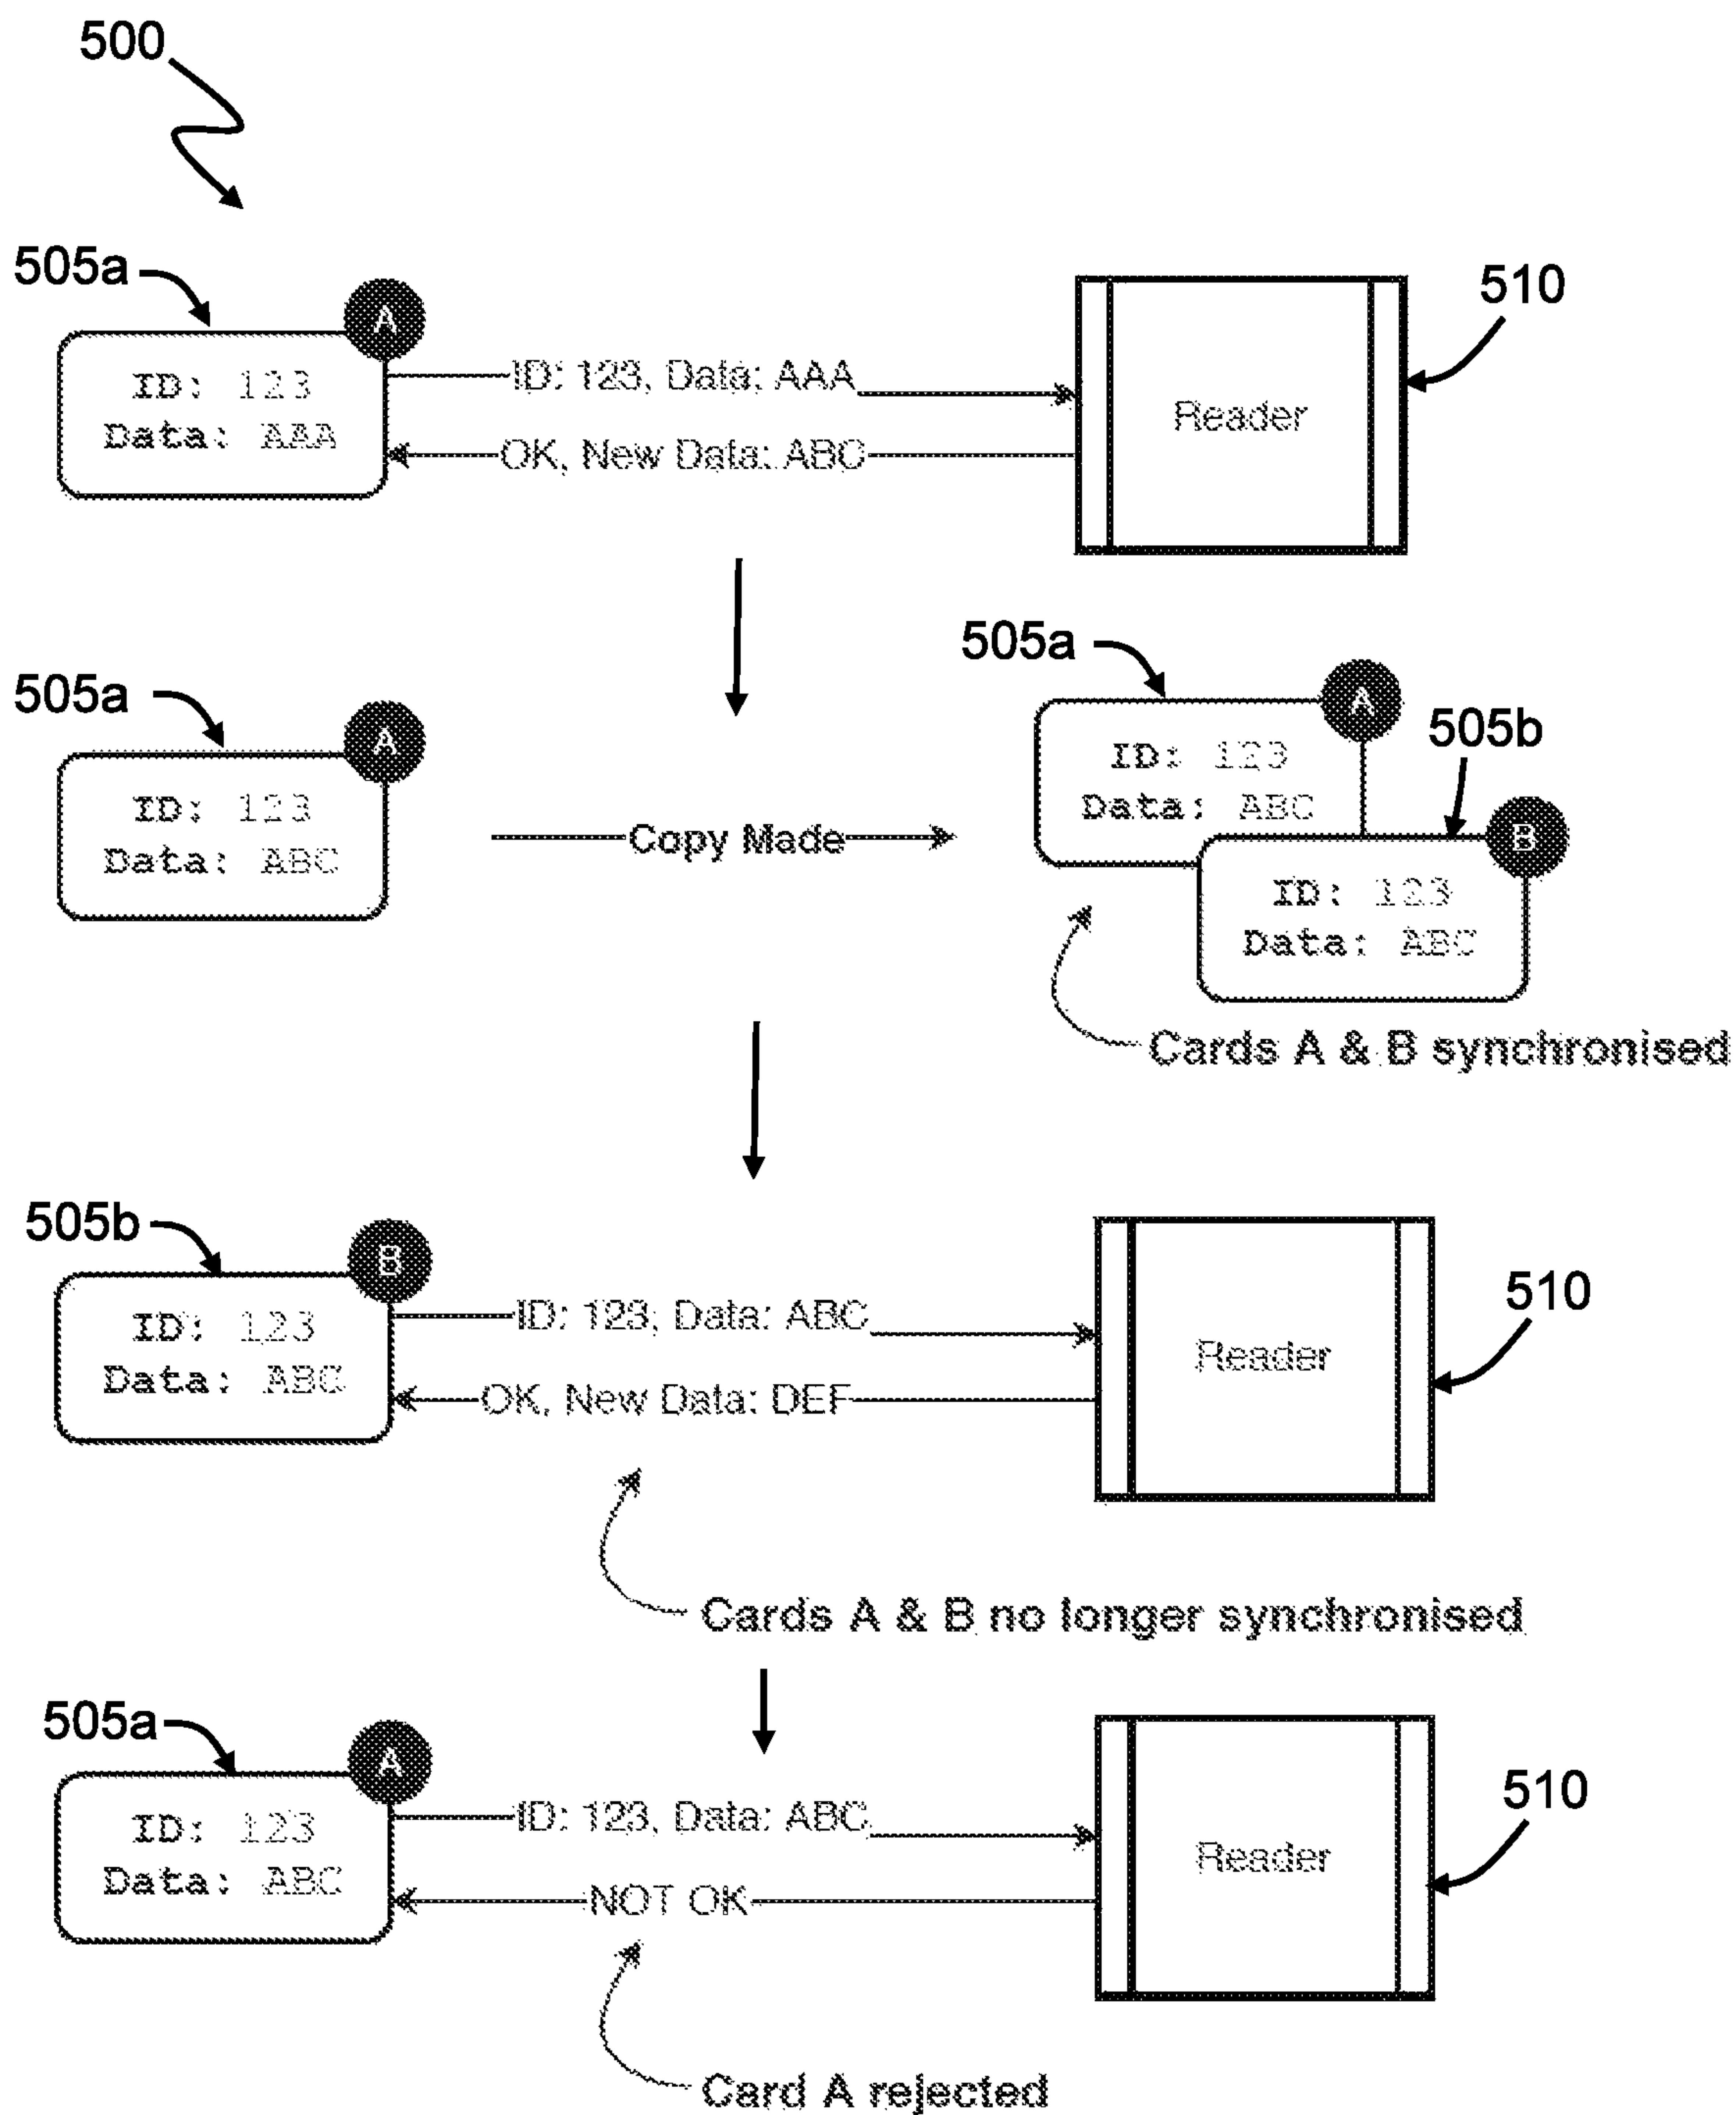 500
505a
A
510
ID: 123
Data: AAA
ID: 123, Data: AAA
OK, New Data: ABC
Reader
505a
A
ID: 123
Data: ABC
Copy Made
505a
A
505b
ID: 123
Data: ABC
B
ID: 123
Data: ABC
Cards A & B synchronised
505b
B
510
ID: 123
Data: ABC
ID: 123, Data: ABC
OK, New Data: DEF
Reader
Cards A & B no longer synchronised
505a
A
510
ID: 123
Data: ABC
ID: 123, Data: ABC
NOT OK
Reader
Card A rejected